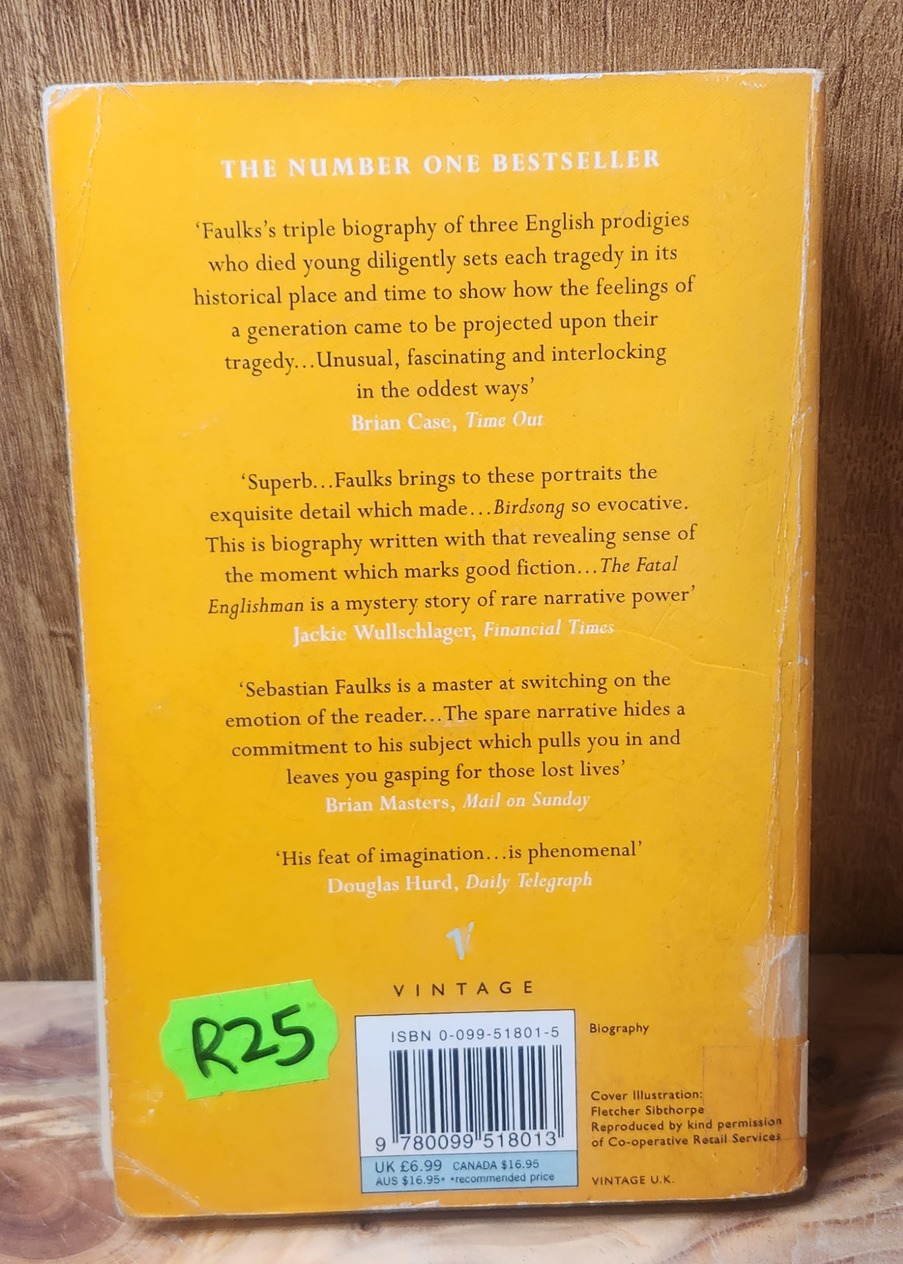 THE NUMBER ONE BESTSELLER
‘Faulks’s triple biography of three English prodigies
who died young diligently sets each tragedy in its
historical place and time to show how the feelings of
a generation came to be projected upon their
tragedy...Unusual, fascinating and interlocking
in the oddest ways’
Brian Case, Time Out
‘Superb...Faulks brings to these portraits the
exquisite detail which made...Birdsong so evocative.
This is biography written with that revealing sense of
the moment which marks good fiction...The Fatal
Englishman is a mystery story of rare narrative power’
Jackie Wullschlager, Financial Times
‘Sebastian Faulks is a master at switching on the
emotion of the reader...The spare narrative hides a
commitment to his subject which pulls you in and
leaves you gasping for those lost lives’
Brian Masters, Mail on Sunday
‘His feat of imagination...is phenomenal’
Douglas Hurd, Daily Telegraph
V
VINTAGE
R25
ISBN 0-099-51801-5
9 780099 518013
UK £6.99 CANADA $16.95
AUS $16.95* *recommended price
Biography
Cover Illustration:
Fletcher Sibthorpe
Reproduced by kind permission
of Co-operative Retail Services
VINTAGE U.K.